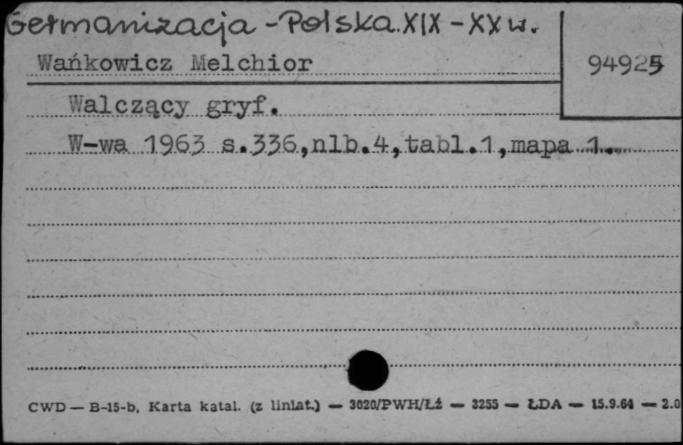 Germanizacja - Polska.XIX - XX w.
Wańkowicz Melchior
94925
Walczący gryf.
W-wa 1963 s.336,nlb.4,tabl.1,mapa 1.
CWD — B-15-b, Karta katal. (z liniat.) — 3020/PWH/Łź — 3255 — ŁDA — 15.9.64 — 2.0